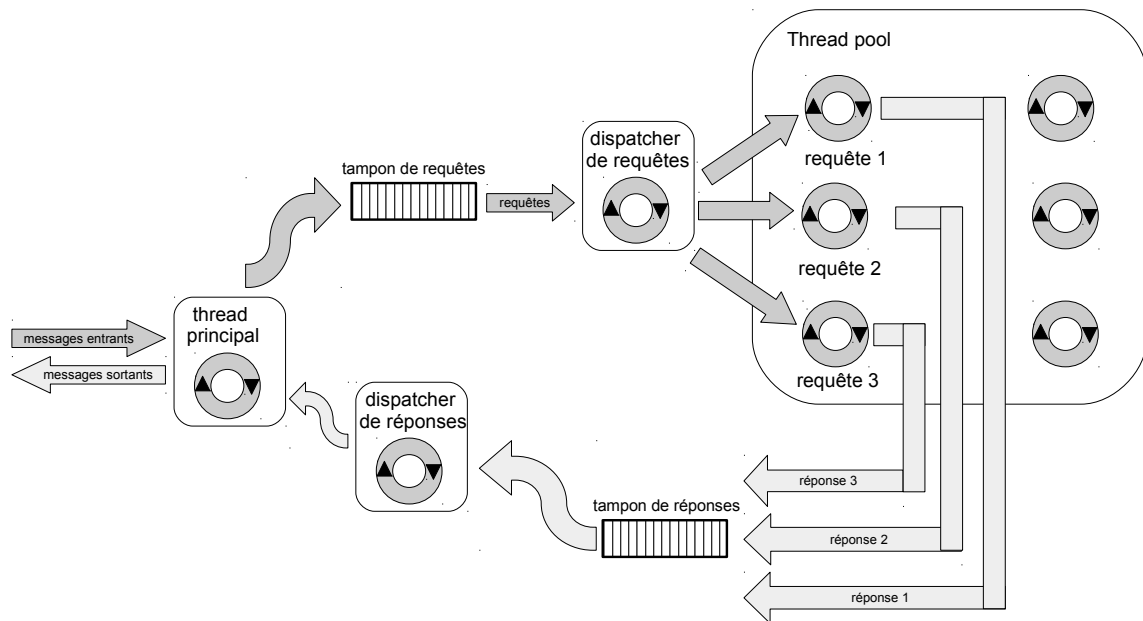 Thread pool
dispatcher
de requêtes
requête 1
tampon de requêtes
requêtes
requête 2
thread
principal
messages entrants
messages sortants
requête 3
dispatcher
de réponses
réponse 3
tampon de réponses
réponse 2
réponse 1